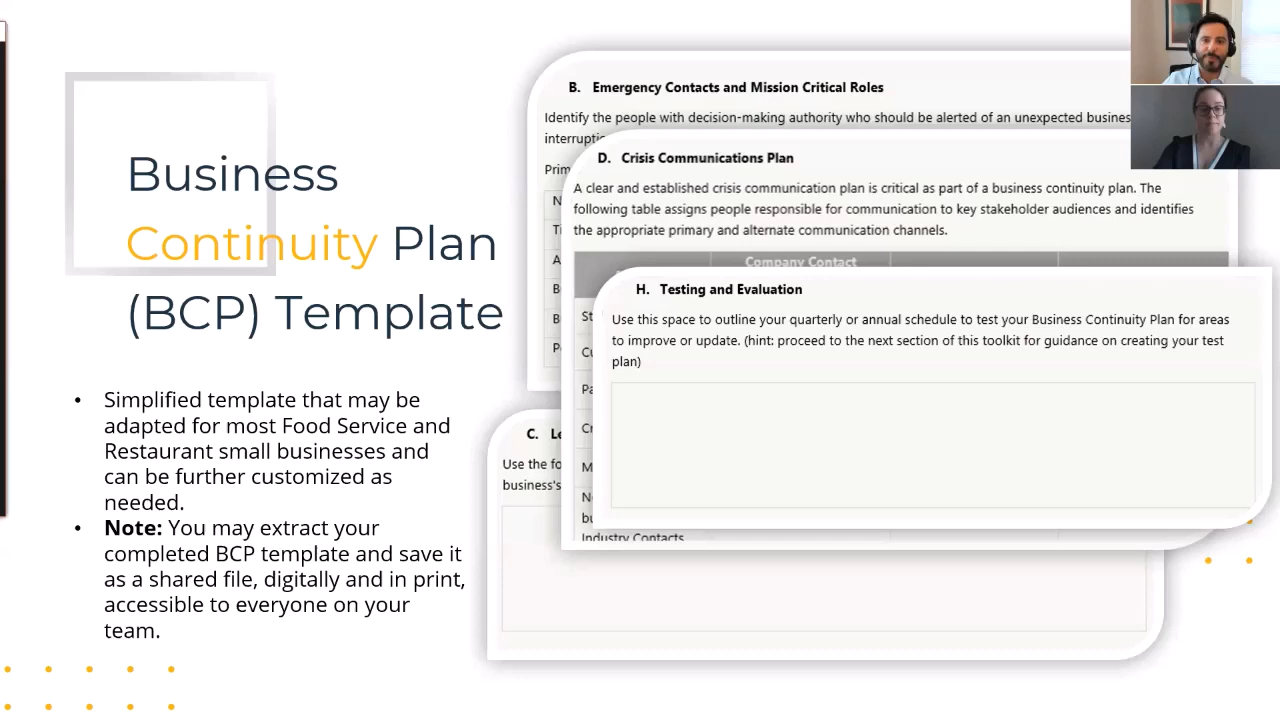 Business
Continuity Plan
(BCP) Template
• Simplified template that may be
adapted for most Food Service and
Restaurant small businesses and
can be further customized as
needed.
• Note: You may extract your
completed BCP template and save it
as a shared file, digitally and in print,
accessible to everyone on your
team.
B. Emergency Contacts and Mission Critical Roles
Identify the people with decision-making authority who should be alerted of an unexpected
D. Crisis Communications Plan
A clear and established crisis communication plan is critical as part of a business continuity plan. The
following table assigns people responsible for communication to key stakeholder audiences and identifies
the appropriate primary and alternate communication channels.
Company Contact
H. Testing and Evaluation
Use this space to outline your quarterly or annual schedule to test your Business Continuity Plan for areas
to improve or update. (hint: proceed to the next section of this toolkit for guidance on creating your test
plan)
Industry Contacts
C.
Use the
business's